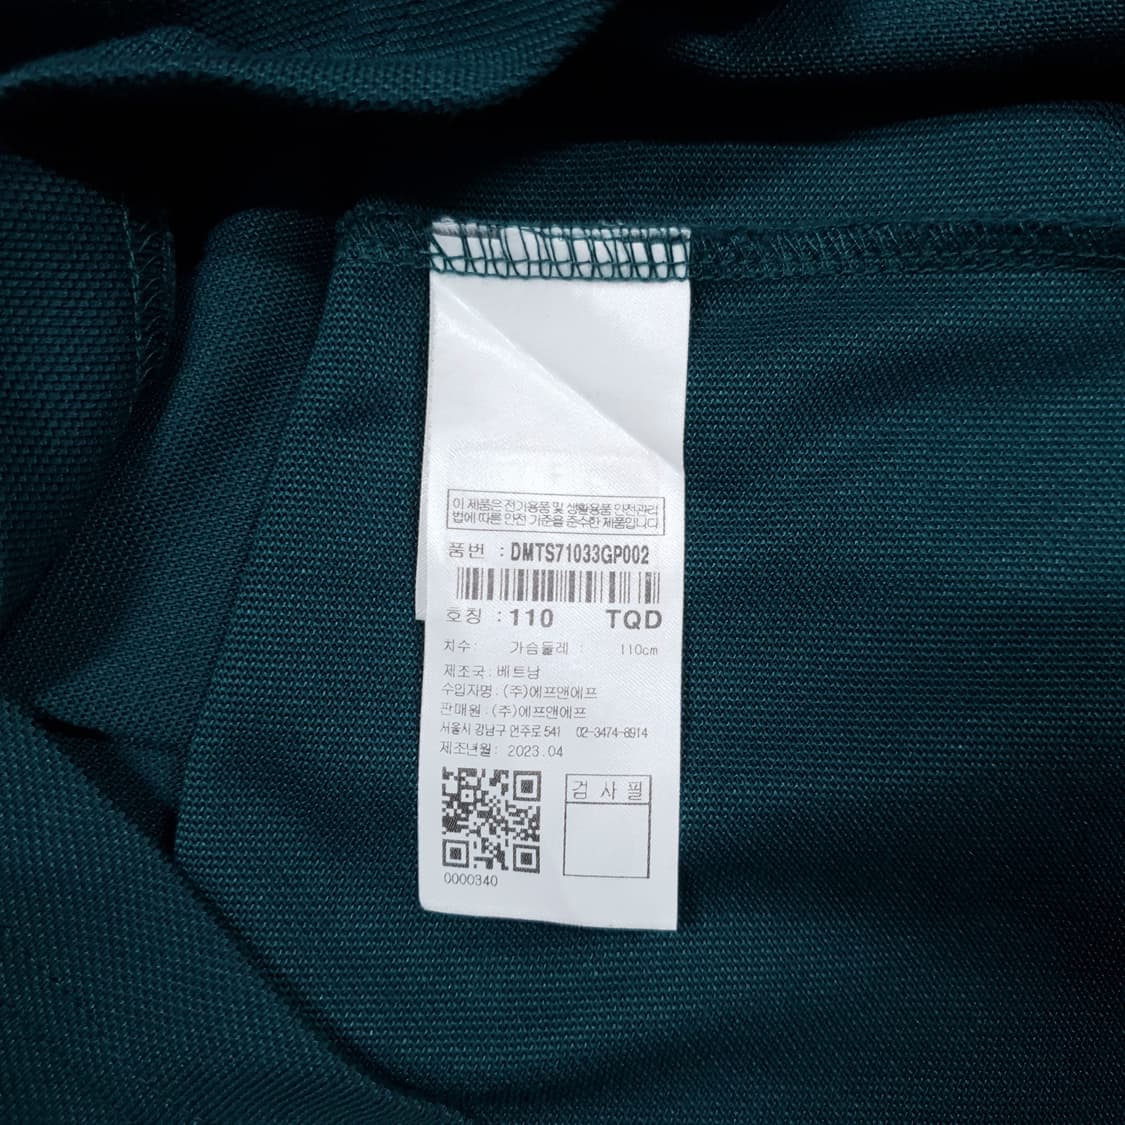 이 제품은 전기용품 및 생활용품 안전관리
법에 따른 안전 기준을 준수한 제품입니다
품번 : DMTS71033GP002
호칭 : 110 TQD
치수: 가슴둘레 : 110cm
제조국: 베트남
수입자명: (주)에프앤에프
판매원: (주)에프앤에프
서울시 강남구 언주로 541 02-3474-8914
제조년월: 2023.04
검 사 필
0000340